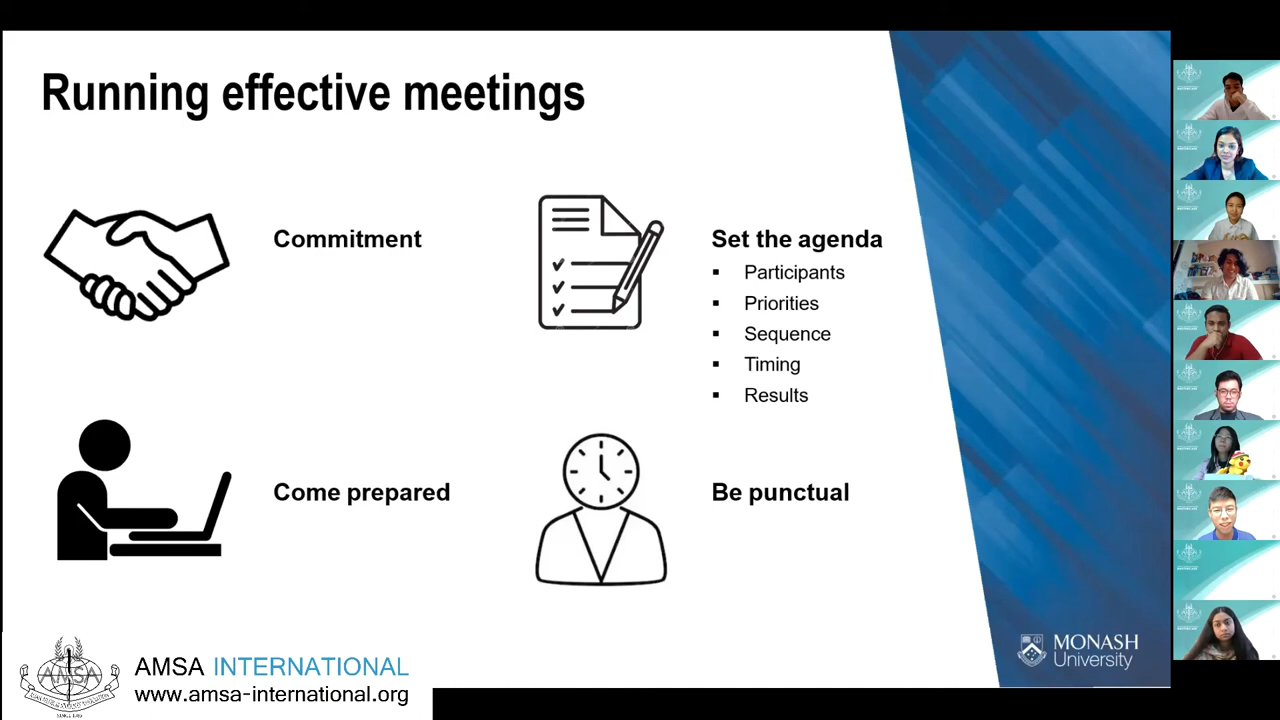 Running effective meetings
Commitment
Set the agenda
▪ Participants
▪ Priorities
▪ Sequence
▪ Timing
▪ Results
Come prepared
Be punctual
MONASH
University
AMSA
AMSA INTERNATIONAL
www.amsa-international.org